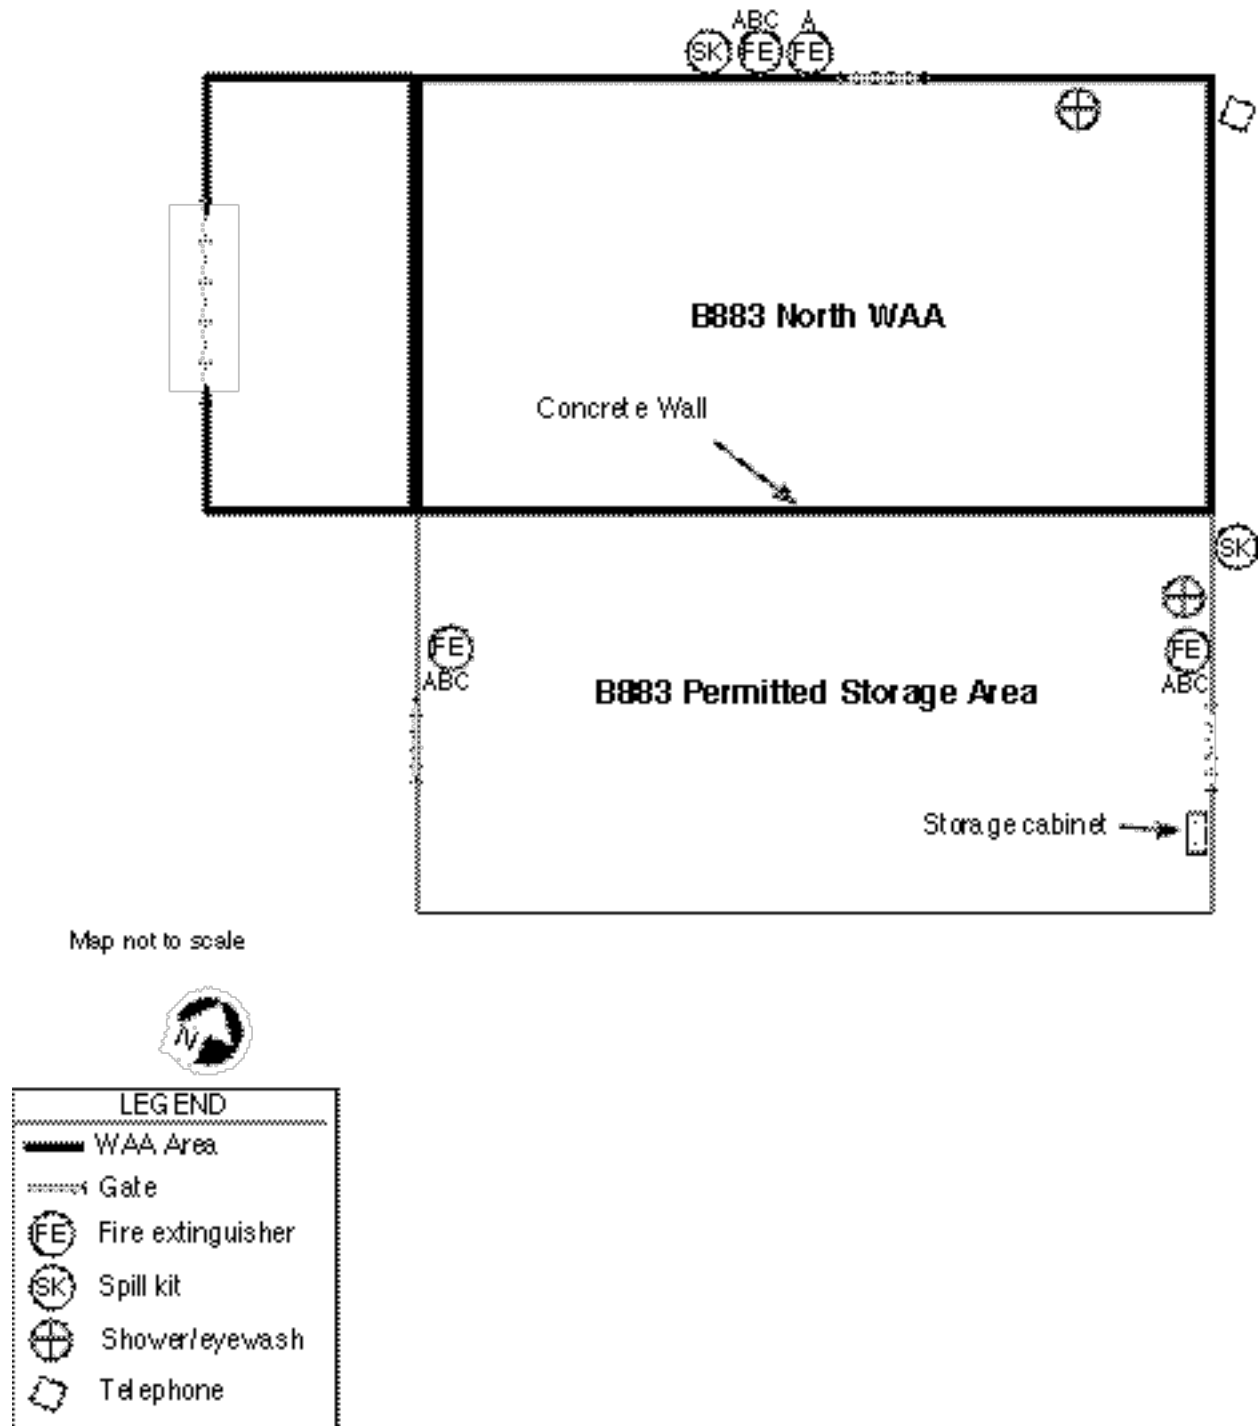 ABC A
SK FE FE
B883 North WAA
Concrete Wall
SK
FE
ABC
FE
ABC
B883 Permitted Storage Area
Storage cabinet
Map not to scale
N
LEGEND
WAA Area
Gate
FE Fire extinguisher
SK Spill kit
Shower/eyewash
Telephone